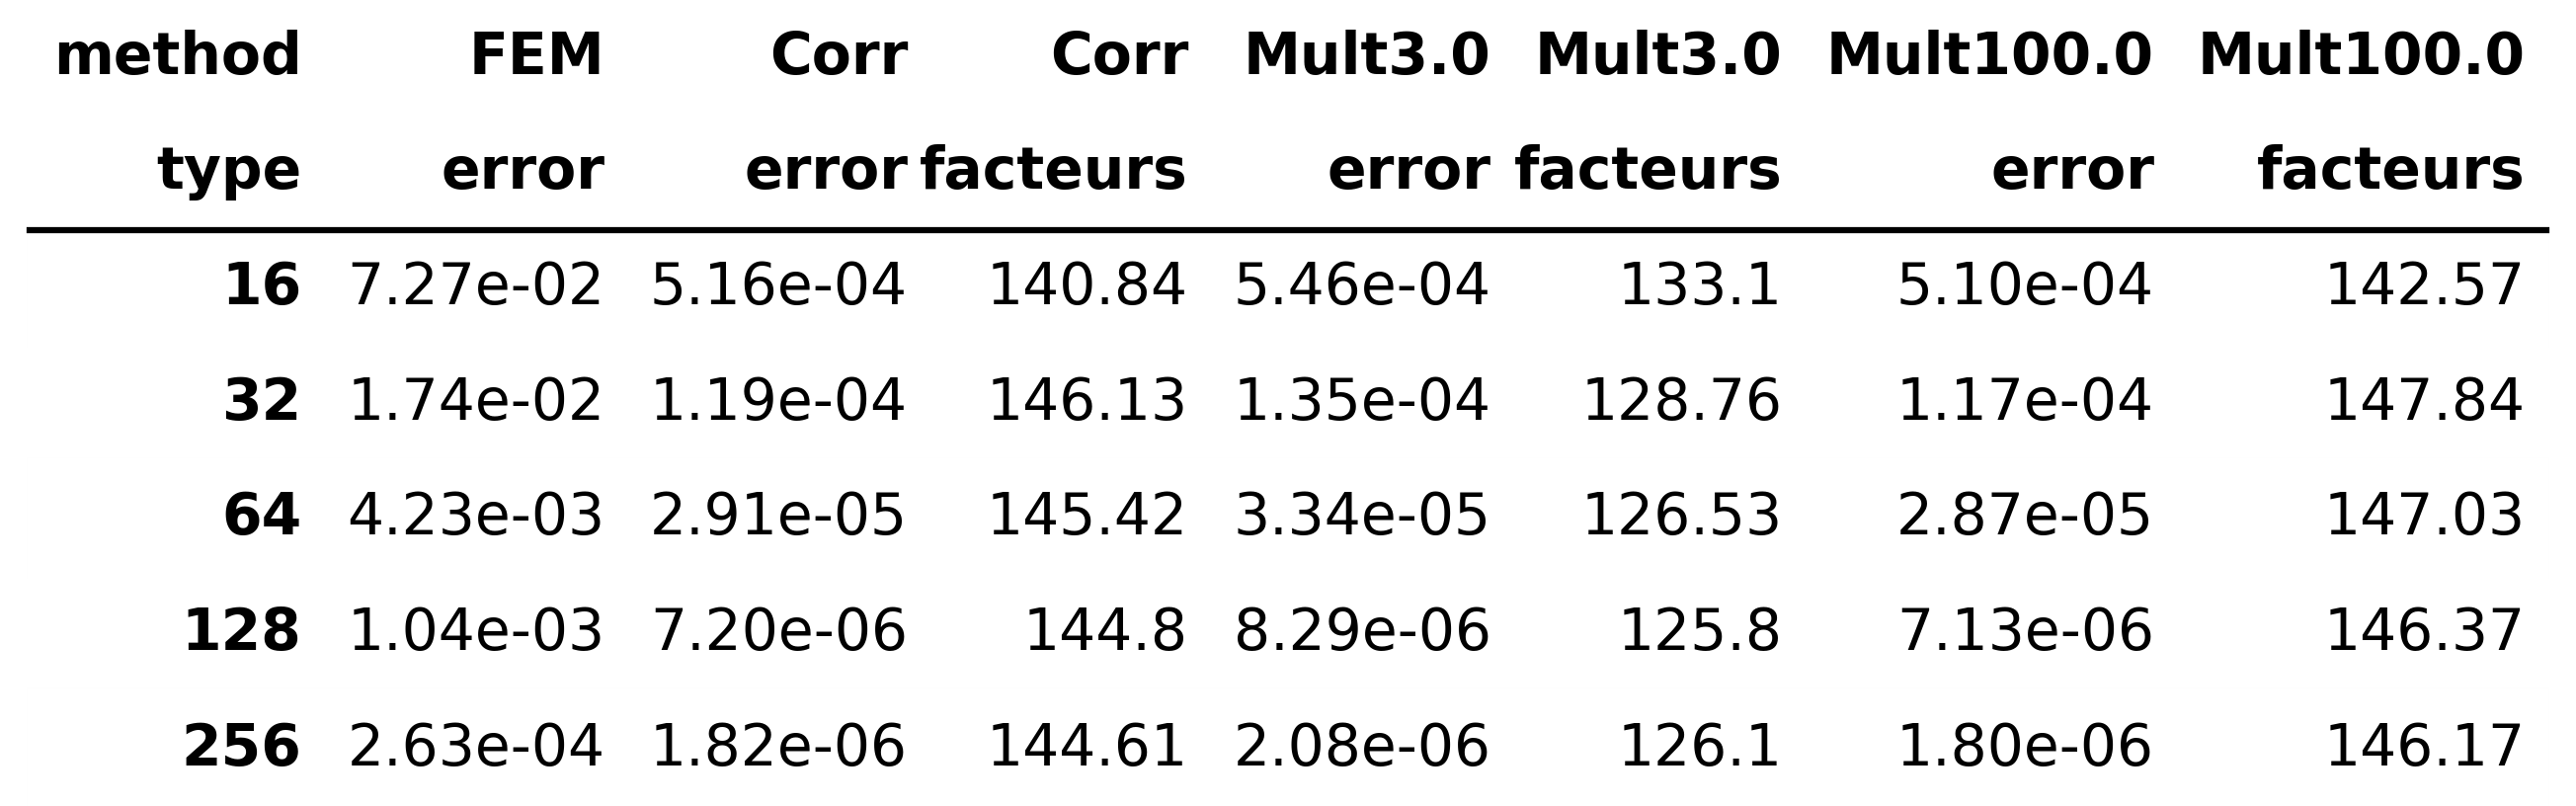 method FEM Corr Corr Mult3.0 Mult3.0 Mult100.0 Mult100.0
type error error facteurs error facteurs error facteurs
16 7.27e-02 5.16e-04 140.84 5.46e-04 133.1 5.10e-04 142.57
32 1.74e-02 1.19e-04 146.13 1.35e-04 128.76 1.17e-04 147.84
64 4.23e-03 2.91e-05 145.42 3.34e-05 126.53 2.87e-05 147.03
128 1.04e-03 7.20e-06 144.8 8.29e-06 125.8 7.13e-06 146.37
256 2.63e-04 1.82e-06 144.61 2.08e-06 126.1 1.80e-06 146.17